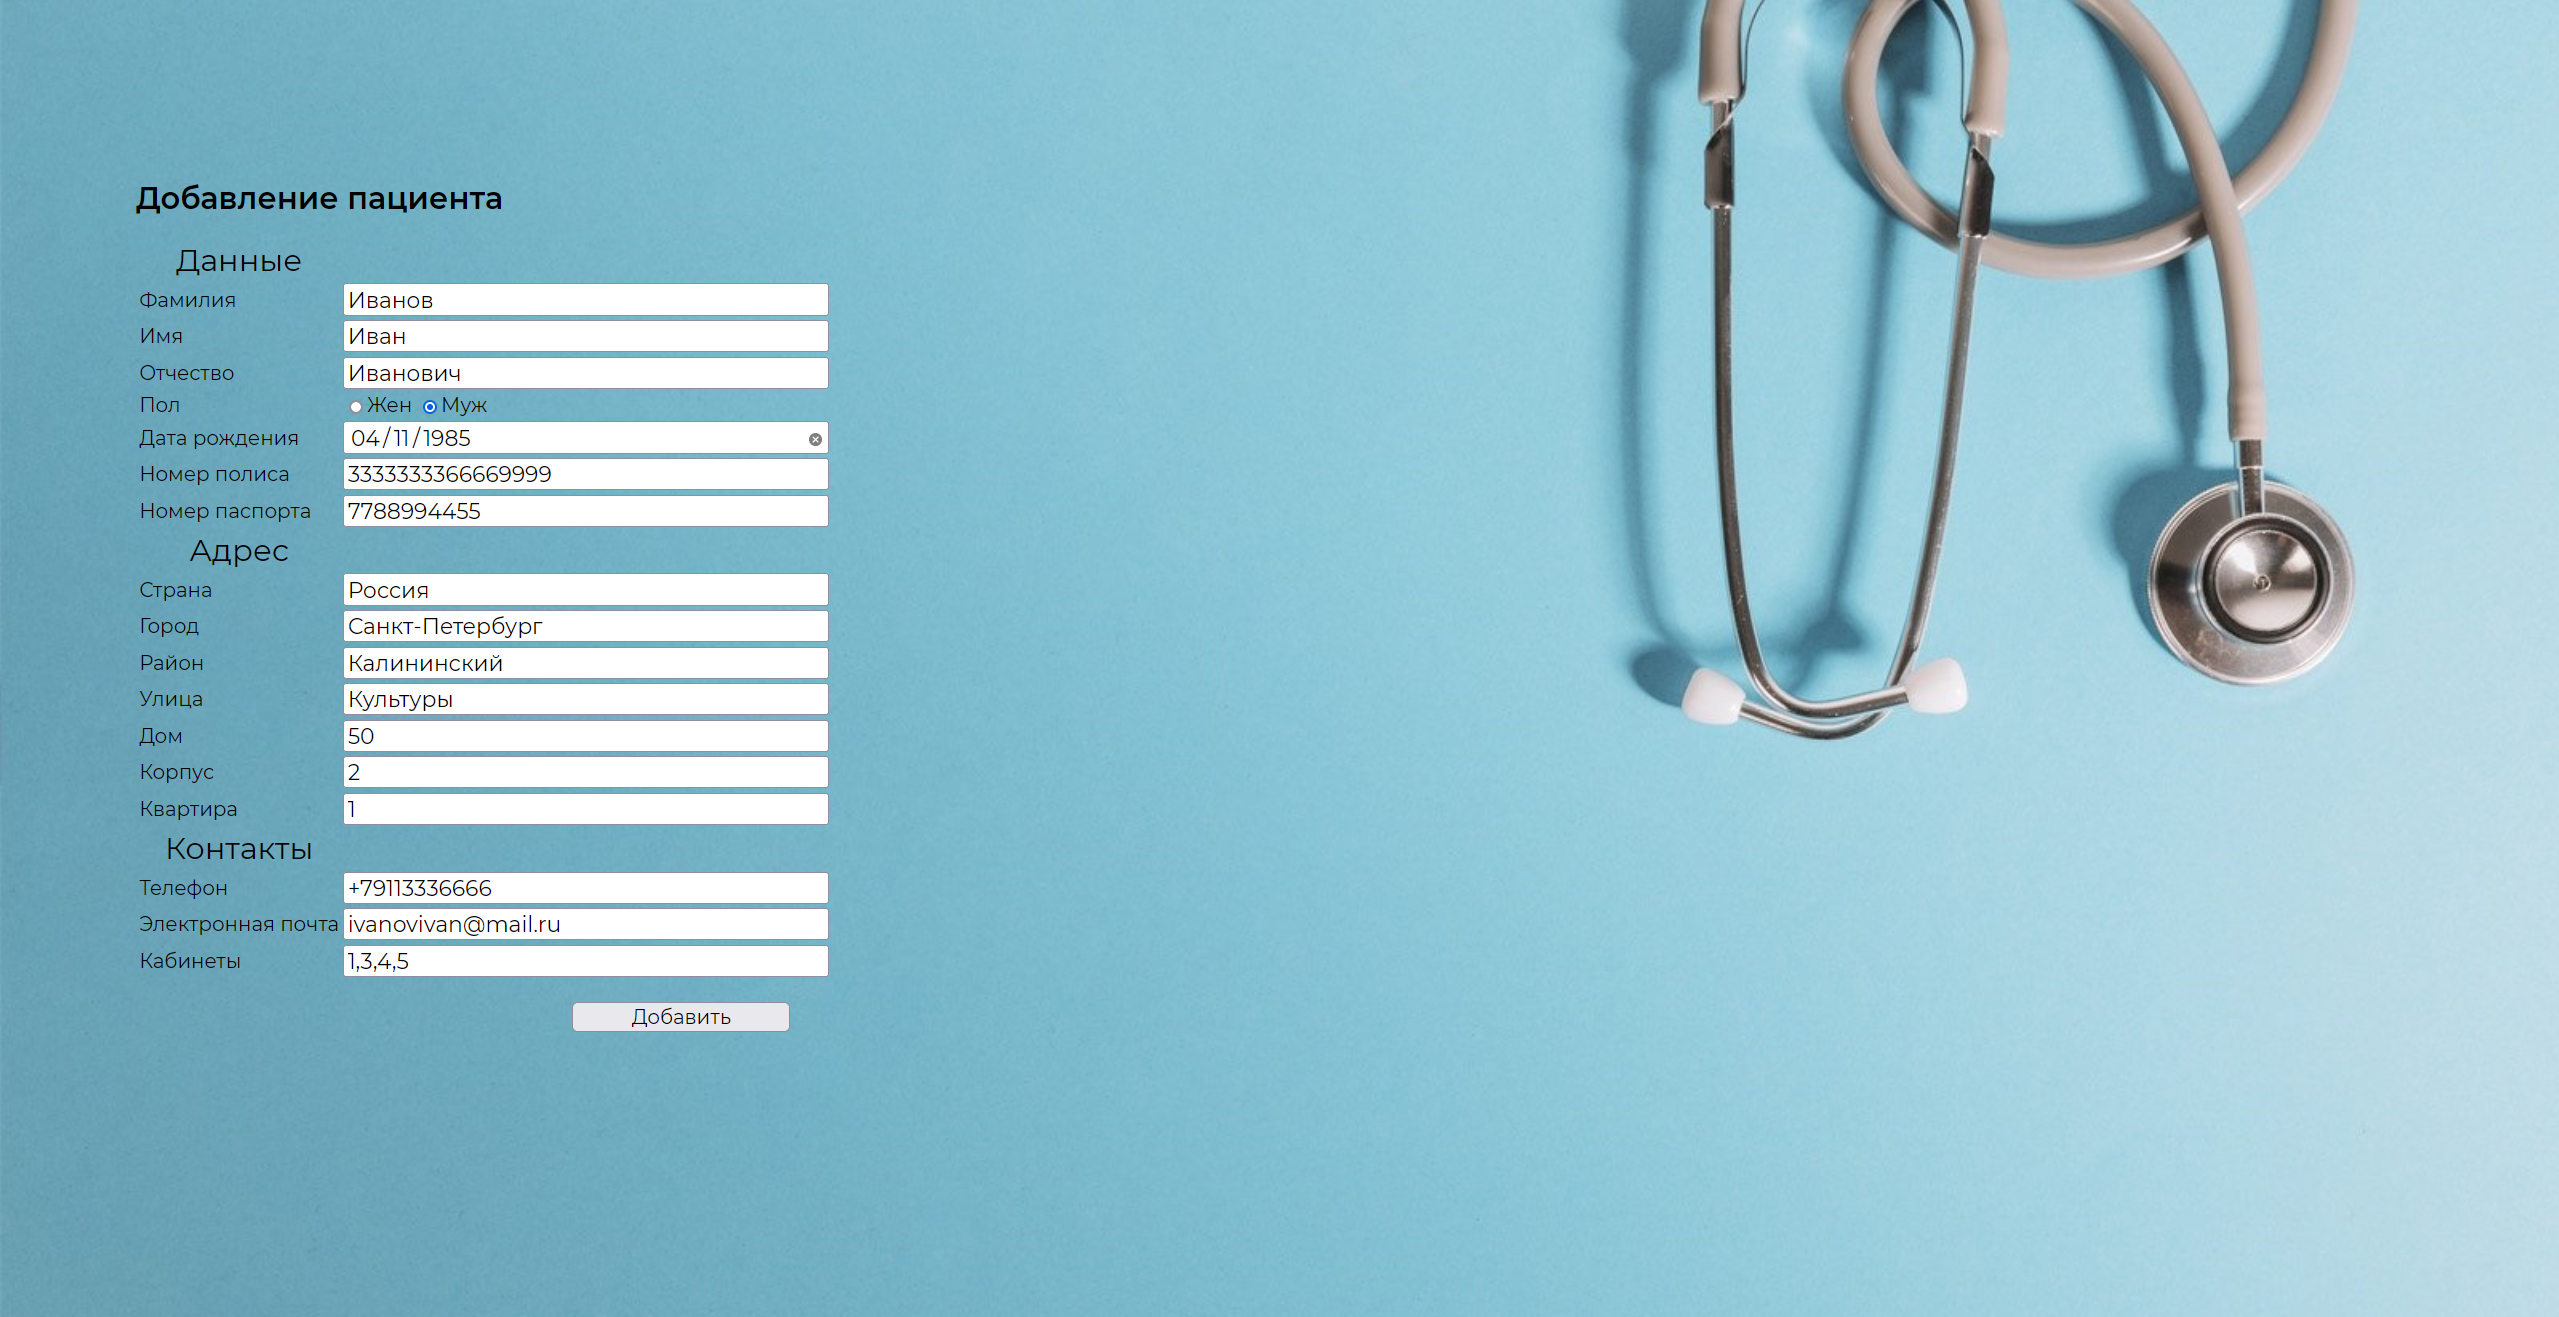 Добавление пациента
Данные
Фамилия Иванов
Имя Иван
Отчество Иванович
Пол Жен Муж
Дата рождения 04/11/1985
Номер полиса 3333333366669999
Номер паспорта 7788994455
Адрес
Страна Россия
Город Санкт-Петербург
Район Калининский
Улица Культуры
Дом 50
Корпус 2
Квартира 1
Контакты
Телефон +79113336666
Электронная почта ivanovivan@mail.ru
Кабинеты 1,3,4,5
Добавить